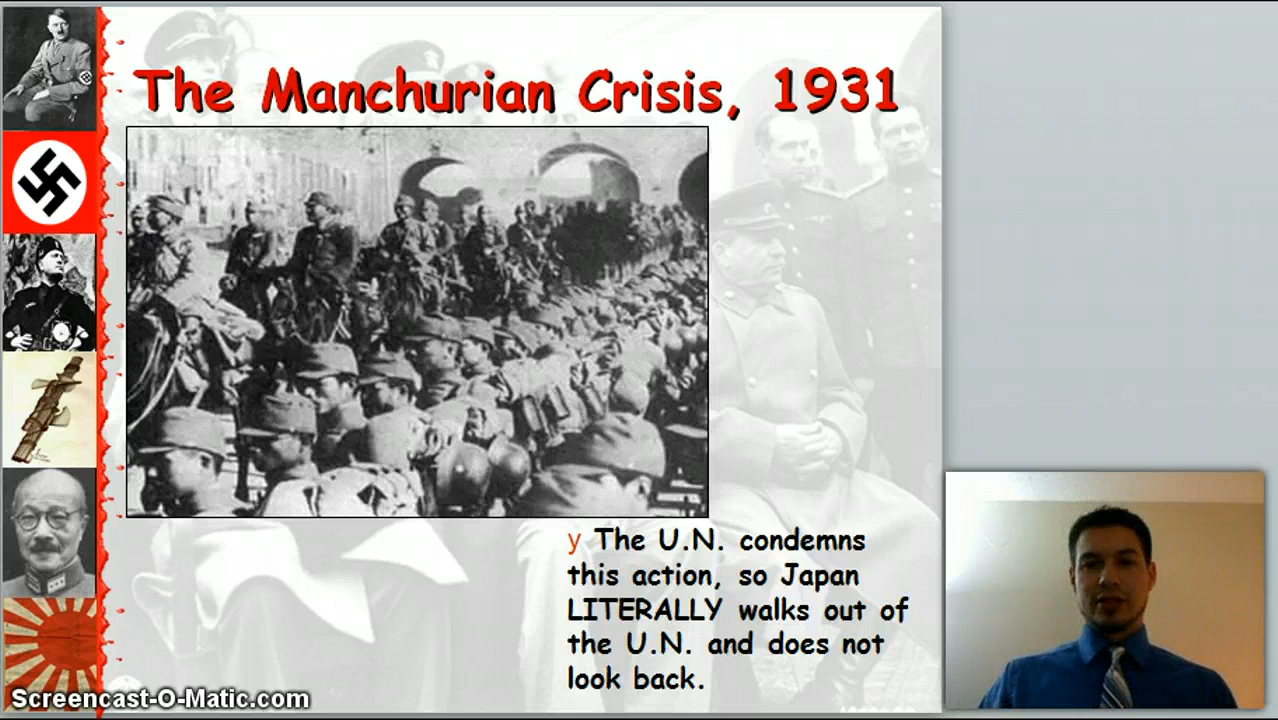 The Manchurian Crisis, 1931
y The U.N. condemns
this action, so Japan
LITERALLY walks out of
the U.N. and does not
look back.
Screencast-O-Matic.com